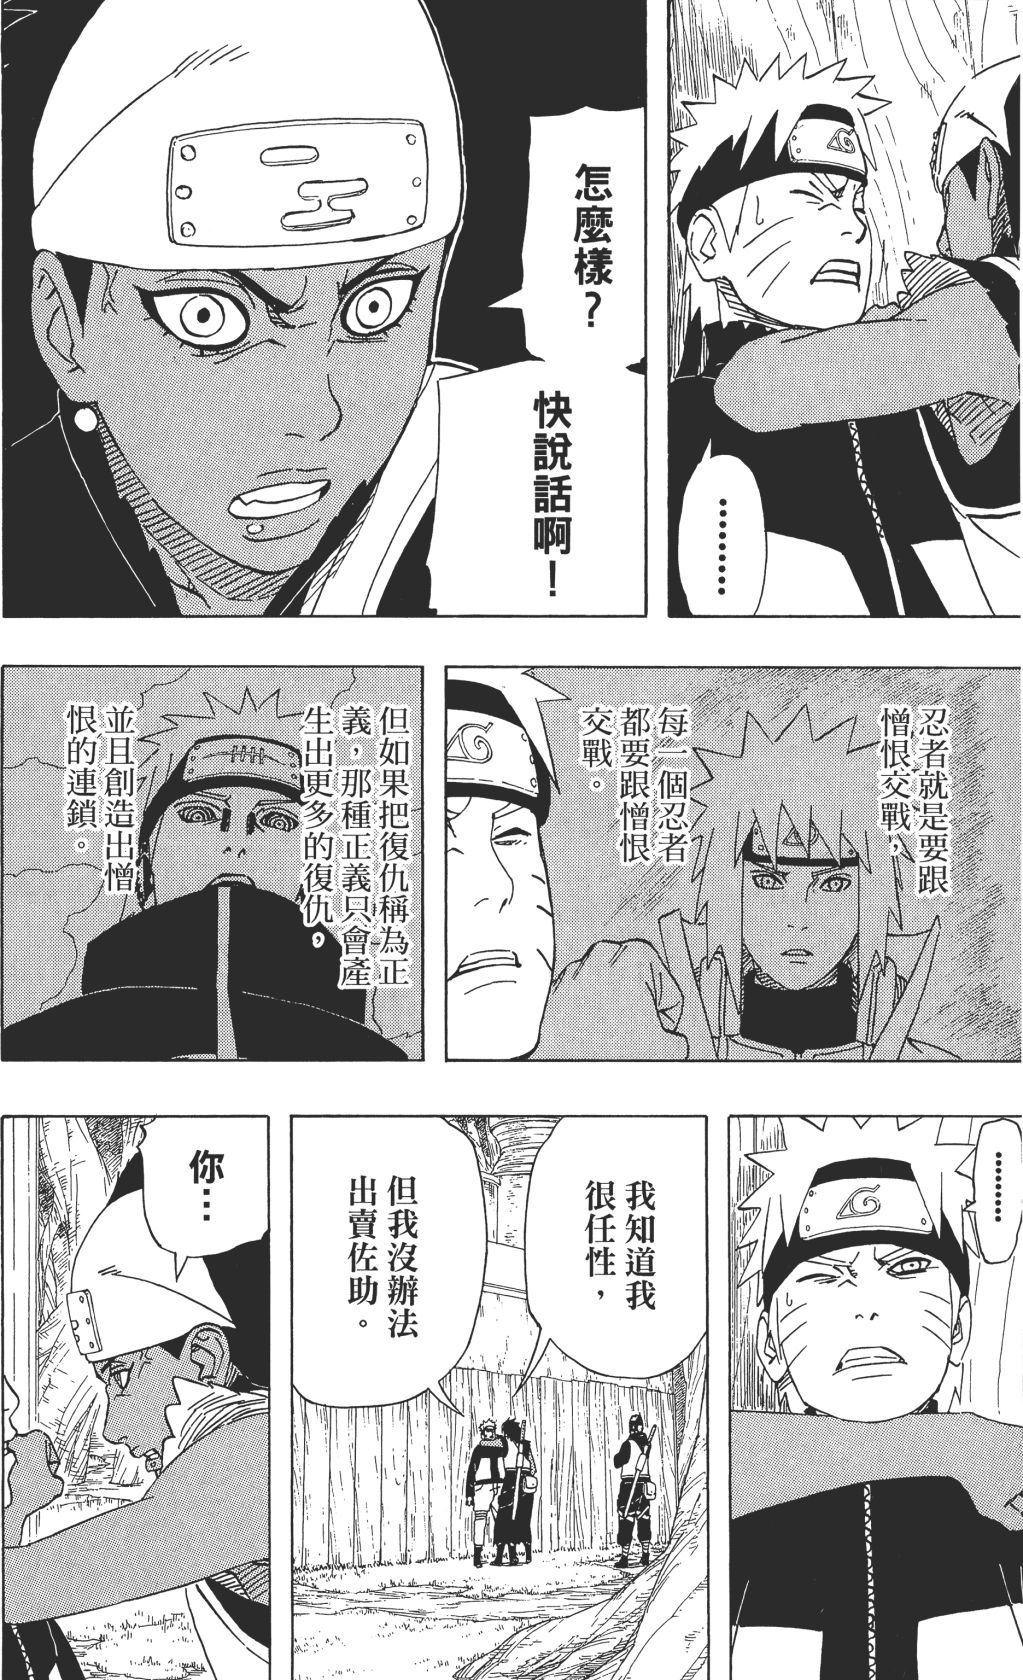 ………
怎麼樣？
快說話啊！
忍者就是要跟
憎恨交戰，
每一個忍者
都要跟憎恨
交戰。
但如果把復仇稱為正
義，那種正義只會產
生出更多的復仇，
並且創造出憎
恨的連鎖。
………
我知道我
很任性，
但我沒辦法
出賣佐助。
你…